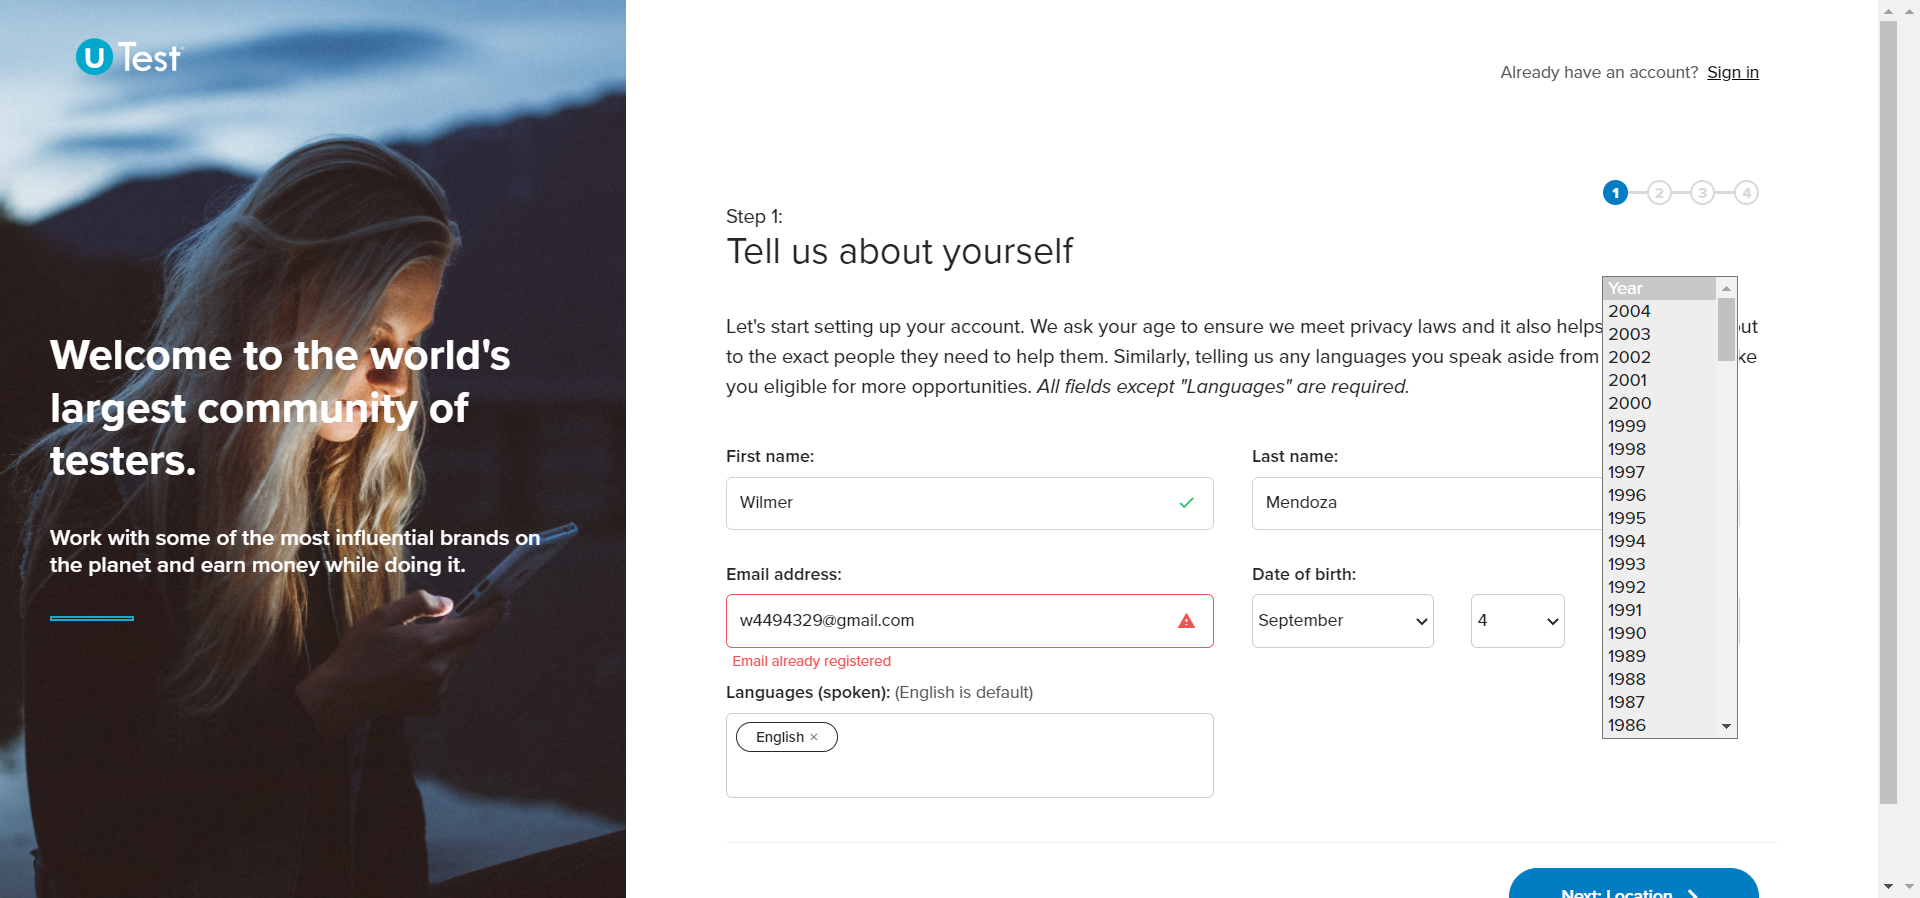 U Test
Welcome to the world's
largest community of
testers.
Work with some of the most influential brands on
the planet and earn money while doing it.
Already have an account? Sign in
1 2 3 4
Step 1:
Tell us about yourself
Let's start setting up your account. We ask your age to ensure we meet privacy laws and it also helps
to the exact people they need to help them. Similarly, telling us any languages you speak aside from
you eligible for more opportunities. All fields except "Languages" are required.
First name:
Wilmer
Last name:
Mendoza
Email address:
w4494329@gmail.com
Email already registered
Date of birth:
September
4
Year
2004
2003
2002
2001
2000
1999
1998
1997
1996
1995
1994
1993
1992
1991
1990
1989
1988
1987
1986
Languages (spoken): (English is default)
English ×
Next: Location